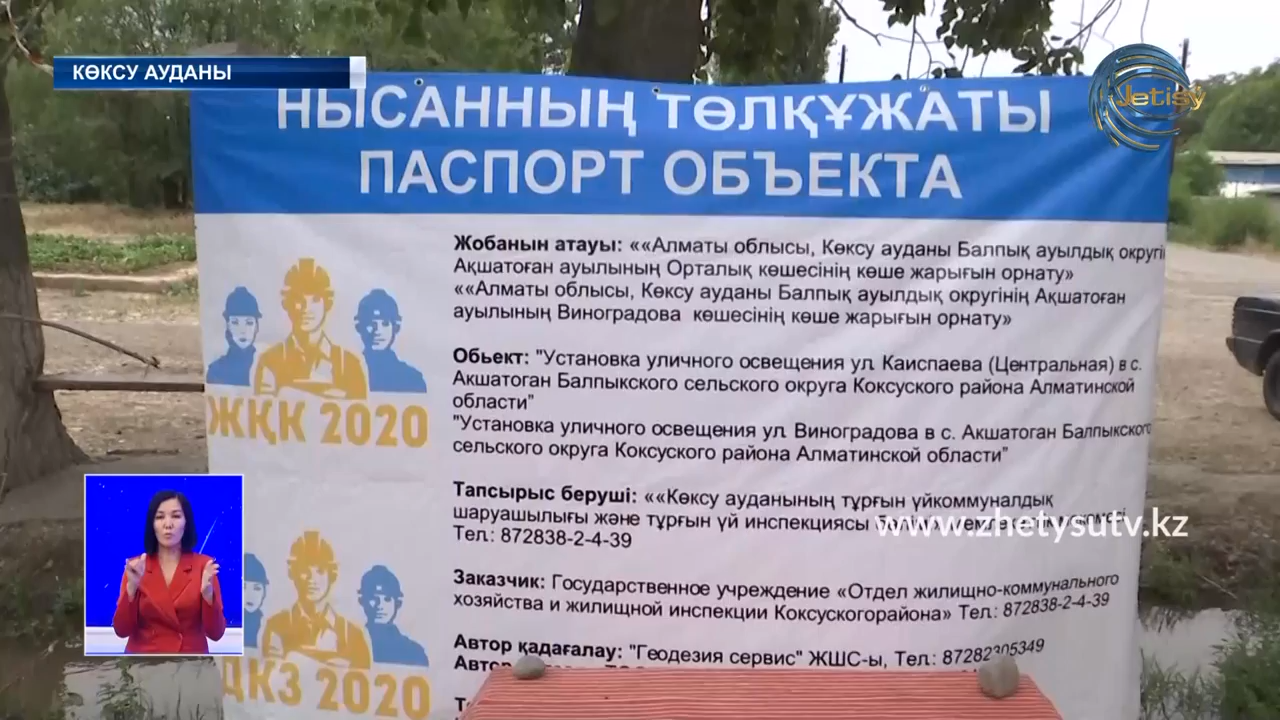 КӨКСУ АУДАНЫ
Jetisy
НЫСАННЫҢ ТӨЛҚҰЖАТЫ
ПАСПОРТ ОБЪЕКТА
Жобанын атауы: ««Алматы облысы, Көксу ауданы Балпық ауылдық округі
Ақшатоған ауылының Орталық көшесінің көше жарығын орнату»
««Алматы облысы, Көксу ауданы Балпық ауылдық округінің Ақшатоған
ауылының Виноградова көшесінің көше жарығын орнату»
Обьект: "Установка уличного освещения ул. Каиспаева (Центральная) в с.
Акшатоган Балпыкского сельского округа Коксуского района Алматинской
области"
"Установка уличного освещения ул. Виноградова в с. Акшатоган Балпыкского
сельского округа Коксуского района Алматинской области"
ЖҚК 2020
Тапсырыс беруші: ««Көксу ауданының тұрғын үйкоммуналдық
шаруашылығы және тұрғын үй инспекциясы
www.zhetysutv.kz
Тел.: 872838-2-4-39
Заказчик: Государственное учреждение «Отдел жилищно-коммунального
хозяйства и жилищной инспекции Коксускогорайона» Тел.: 872838-2-4-39
Автор қадағалау: "Геодезия сервис" ЖШС-ы, Тел.: 87282305349
Автор
ДКЗ 2020